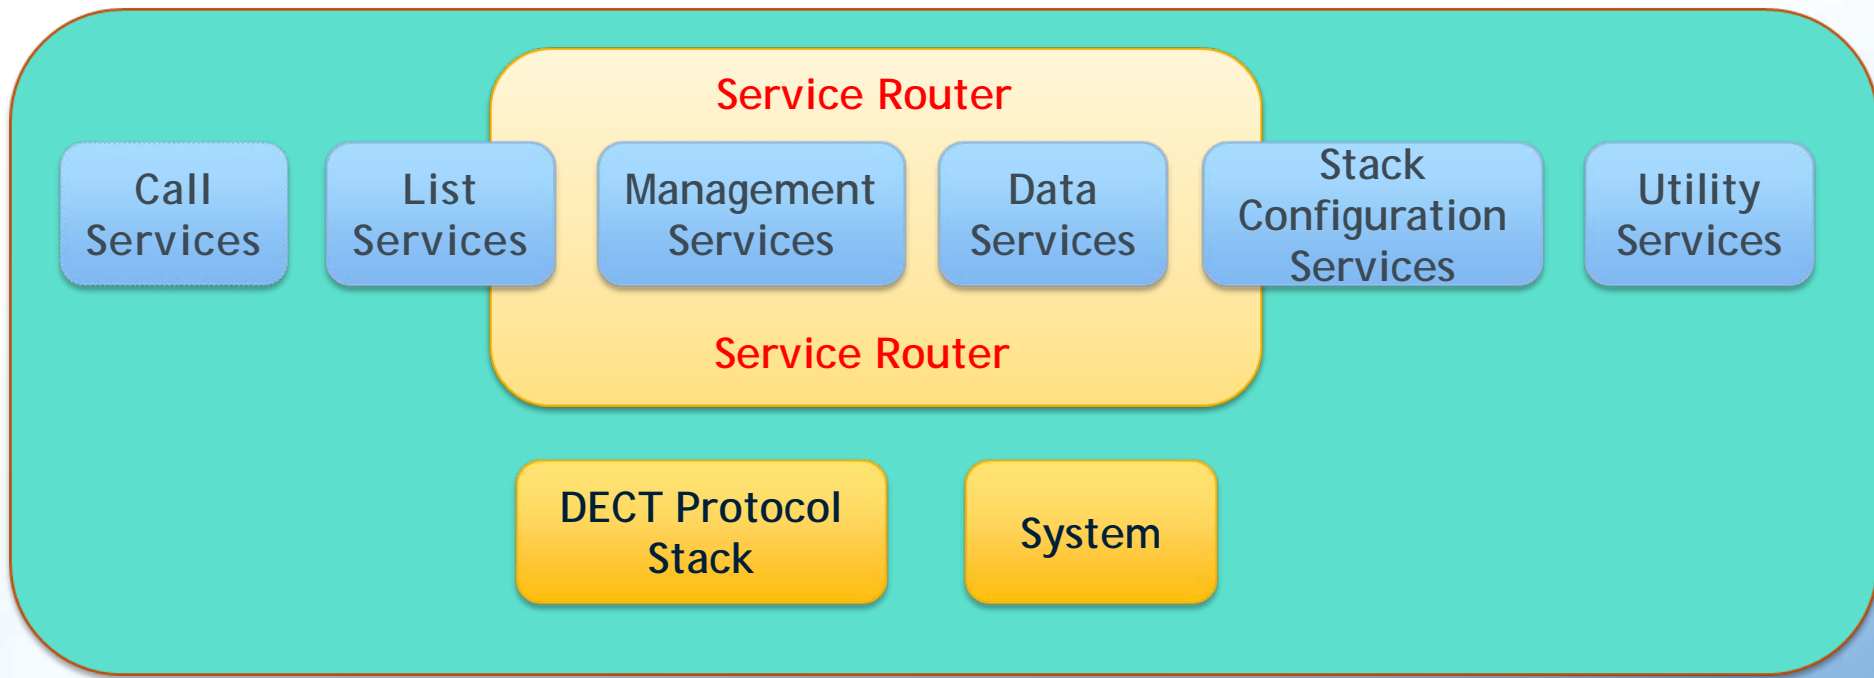 Service Router
Call
Services
List
Services
Management
Services
Data
Services
Stack
Configuration
Services
Utility
Services
Service Router
DECT Protocol
Stack
System